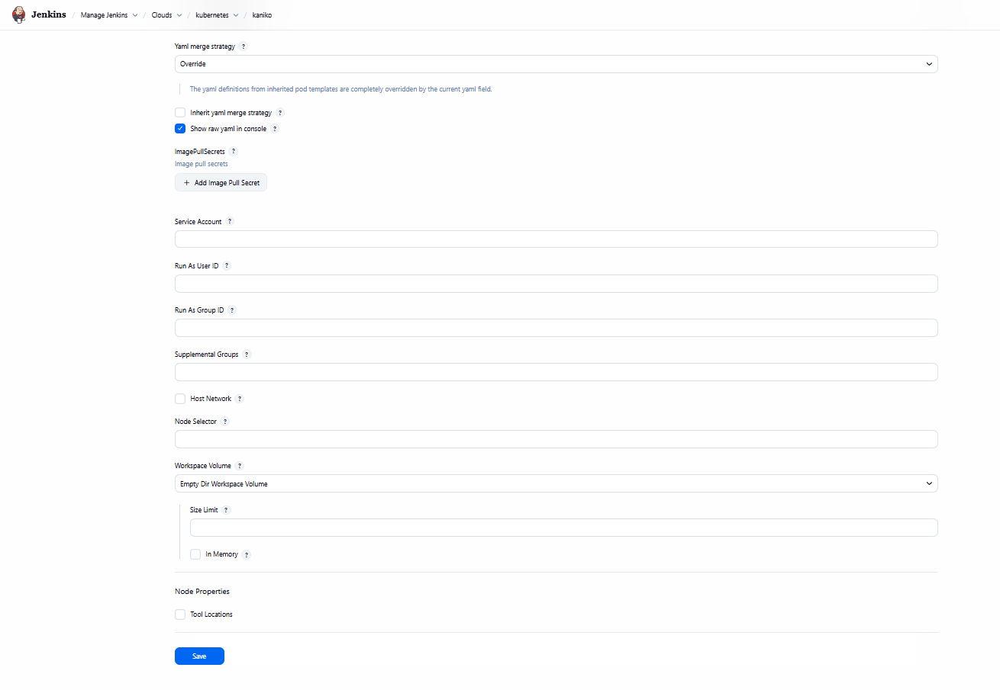 Jenkins / Manage Jenkins / Clouds / kubernetes / kaniko
Yaml merge strategy ?
Override
The yaml definitions from inherited pod templates are completely overridden by the current yaml field.
Inherit yaml merge strategy ?
Show raw yaml in console ?
ImagePullSecrets ?
Image pull secrets
+ Add Image Pull Secret
Service Account ?
Run As User ID ?
Run As Group ID ?
Supplemental Groups ?
Host Network ?
Node Selector ?
Workspace Volume ?
Empty Dir Workspace Volume
Size Limit ?
In Memory ?
Node Properties
Tool Locations
Save